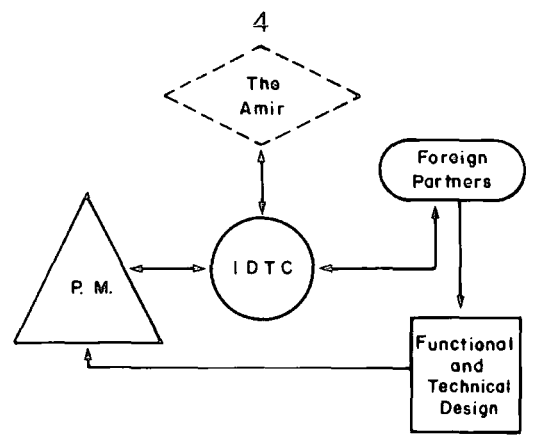 4
The
Amir
Foreign
Partners
P. M.
IDTC
Functional
and
Technical
Design